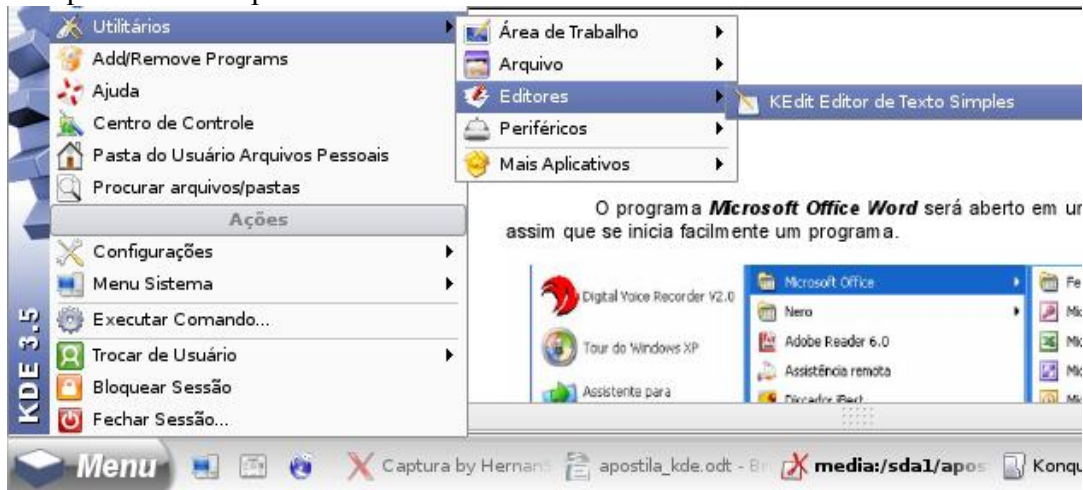 Utilitários
Add/Remove Programs
Ajuda
Centro de Controle
Pasta do Usuário Arquivos Pessoais
Procurar arquivos/pastas
Ações
Configurações
Menu Sistema
Executar Comando...
Trocar de Usuário
Bloquear Sessão
Fechar Sessão...
KDE 3.5
Área de Trabalho
Arquivo
Editores
Periféricos
Mais Aplicativos
KEdit Editor de Texto Simples
O programa Microsoft Office Word será aberto em
assim que se inicia facilmente um programa.
Digital Voice Recorder V2.0
Tour do Windows XP
Assistente para
Microsoft Office
Nero
Adobe Reader 6.0
Assistência remota
Discador iBest
Menu
Captura by Hernan
apostila_kde.odt -
media:/sda1/apos
Konqu